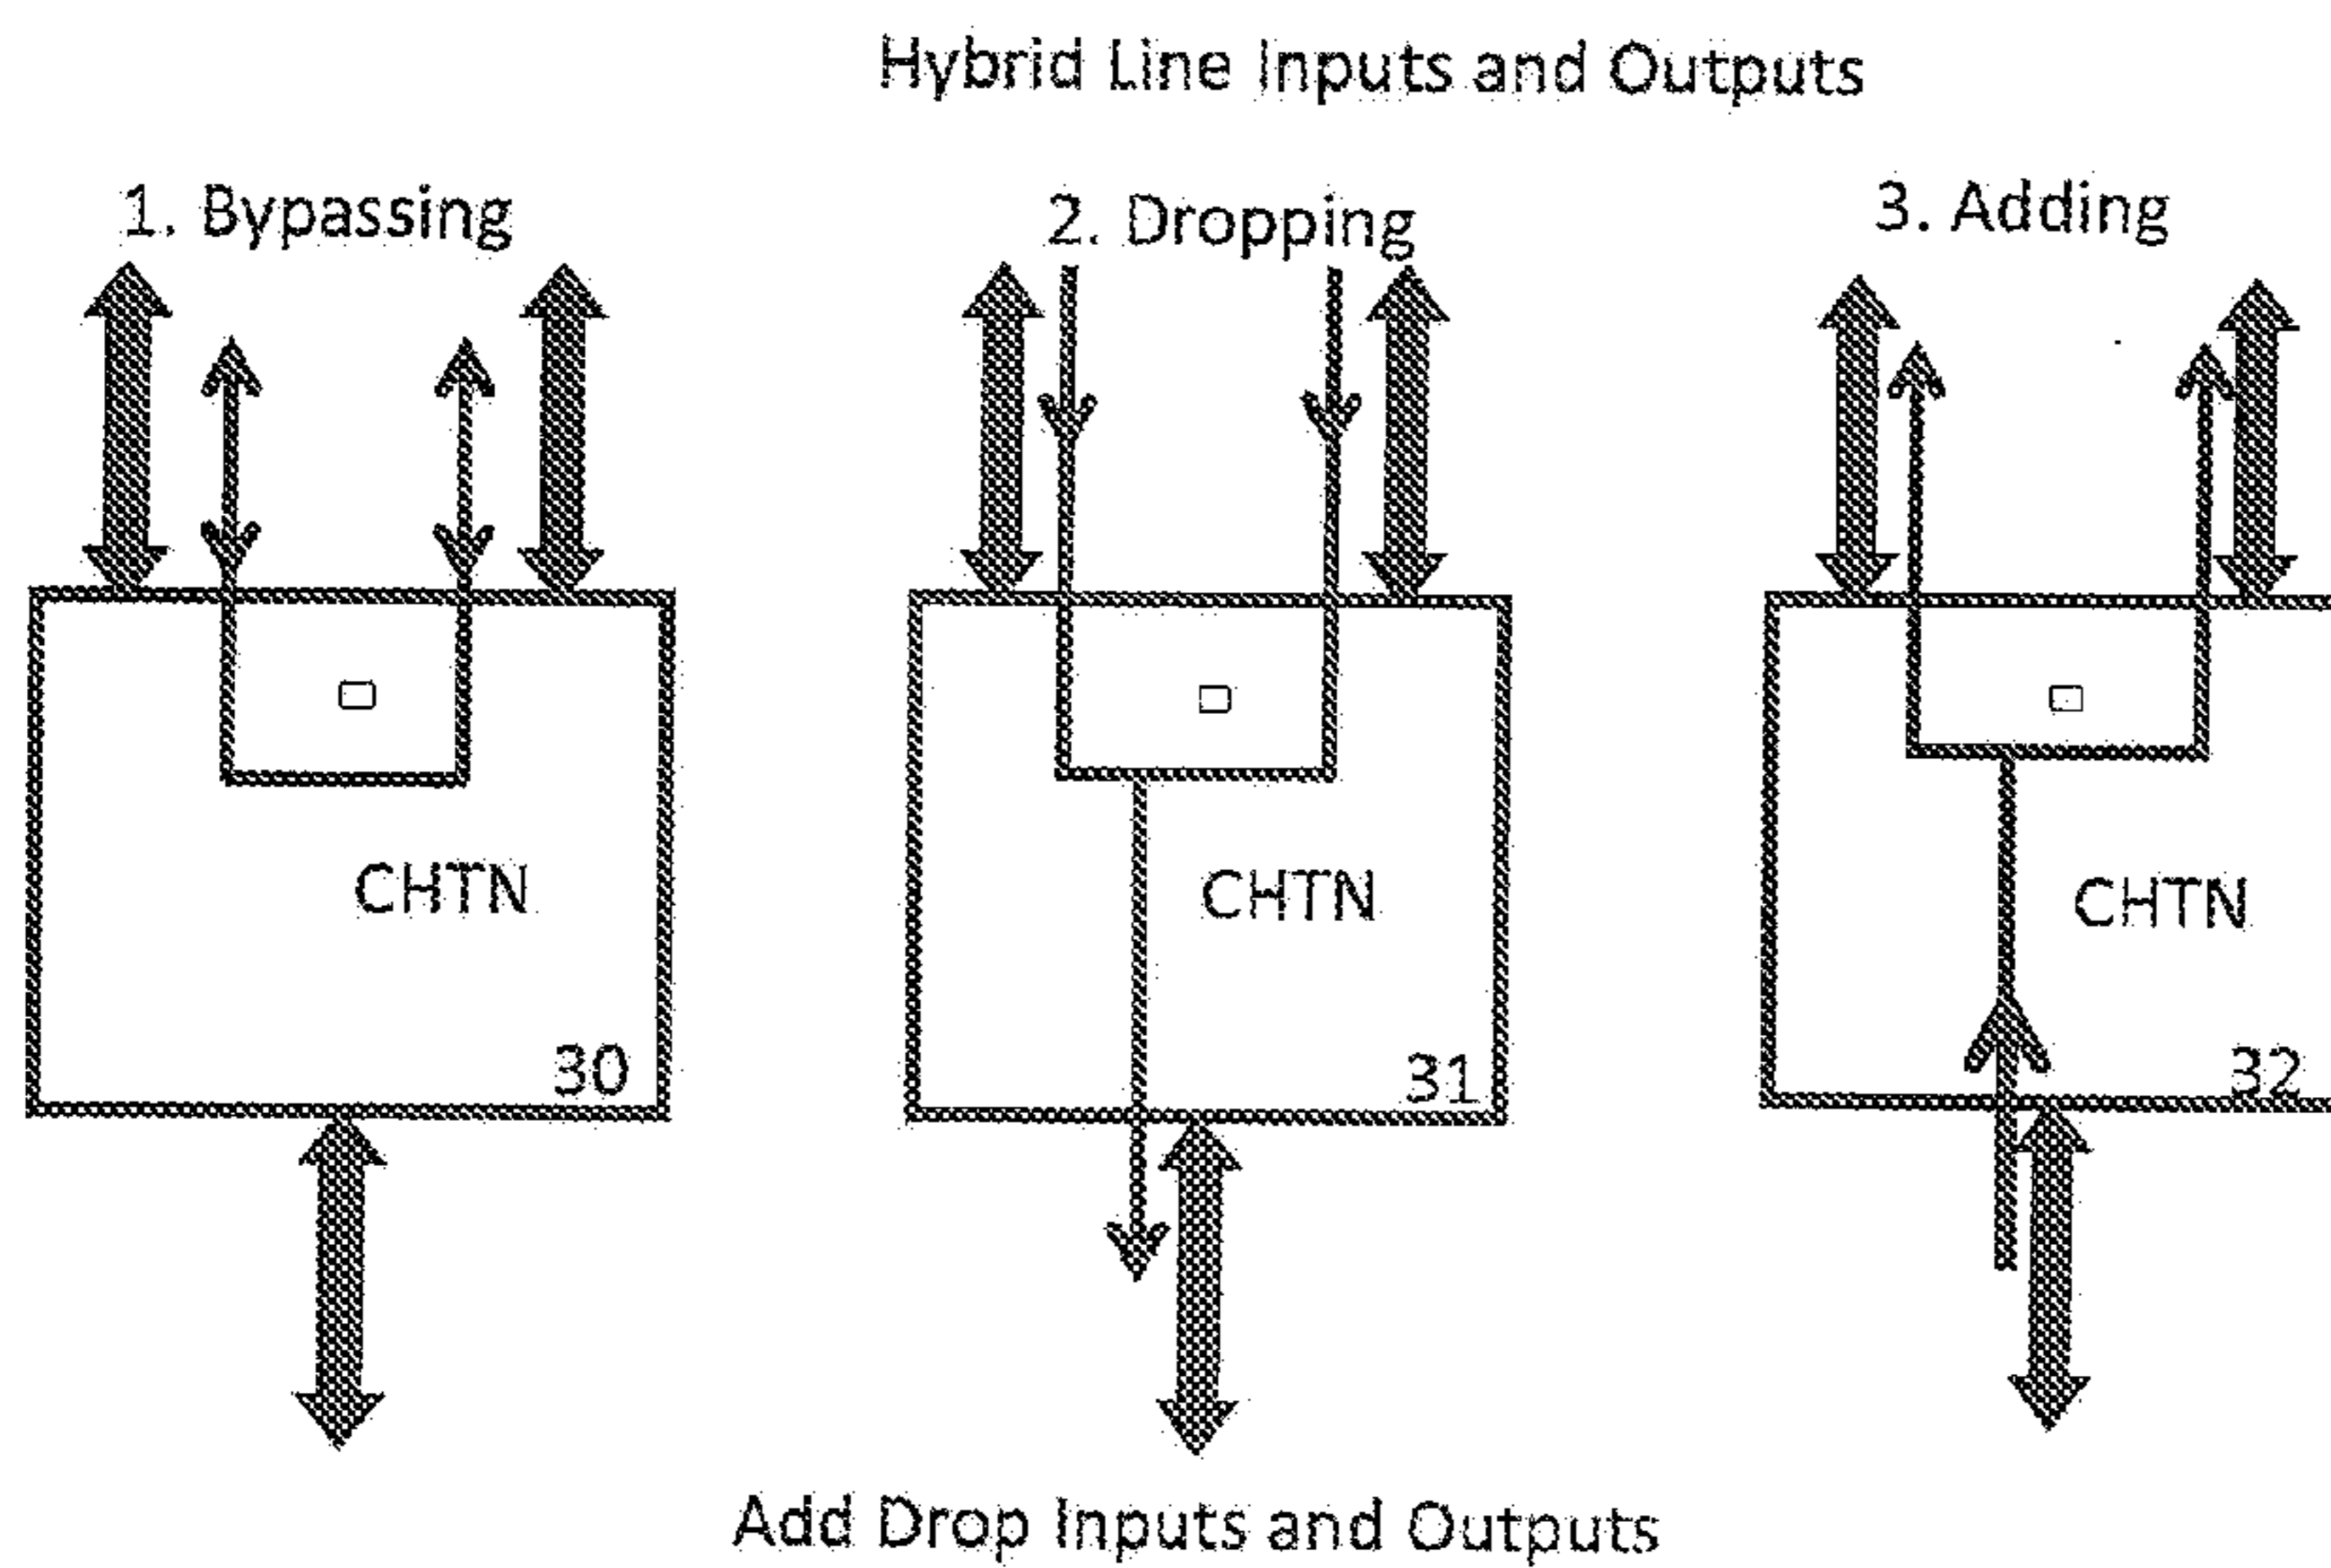 Hybrid Line Inputs and Outputs
1. Bypassing
2. Dropping
3. Adding
CHTN
CHTN
CHTN
30
31
32
Add Drop Inputs and Outputs